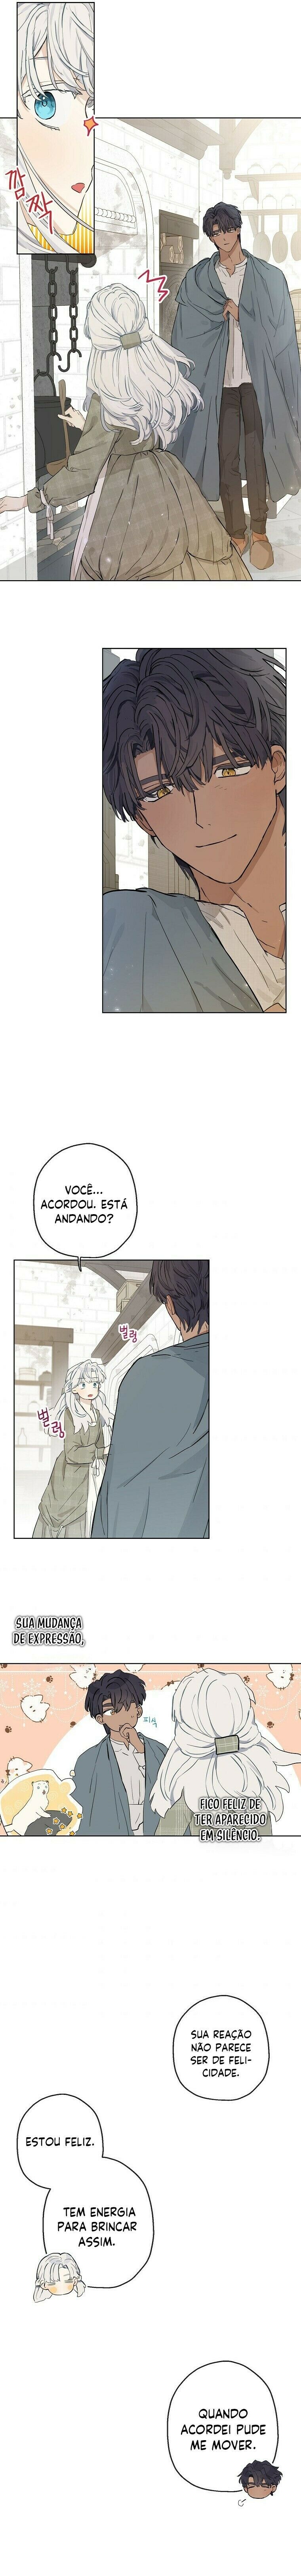 깜짝
VOCÊ...
ACORDOU. ESTÁ
ANDANDO?
벌렁
벌렁
SUA MUDANÇA
DE EXPRESSÃO,
피식
FICO FELIZ DE
TER APARECIDO
EM SILÊNCIO.
SUA REAÇÃO
NÃO PARECE
SER DE FELI-
CIDADE.
ESTOU FELIZ.
TEM ENERGIA
PARA BRINCAR
ASSIM.
QUANDO
ACORDEI PUDE
ME MOVER.